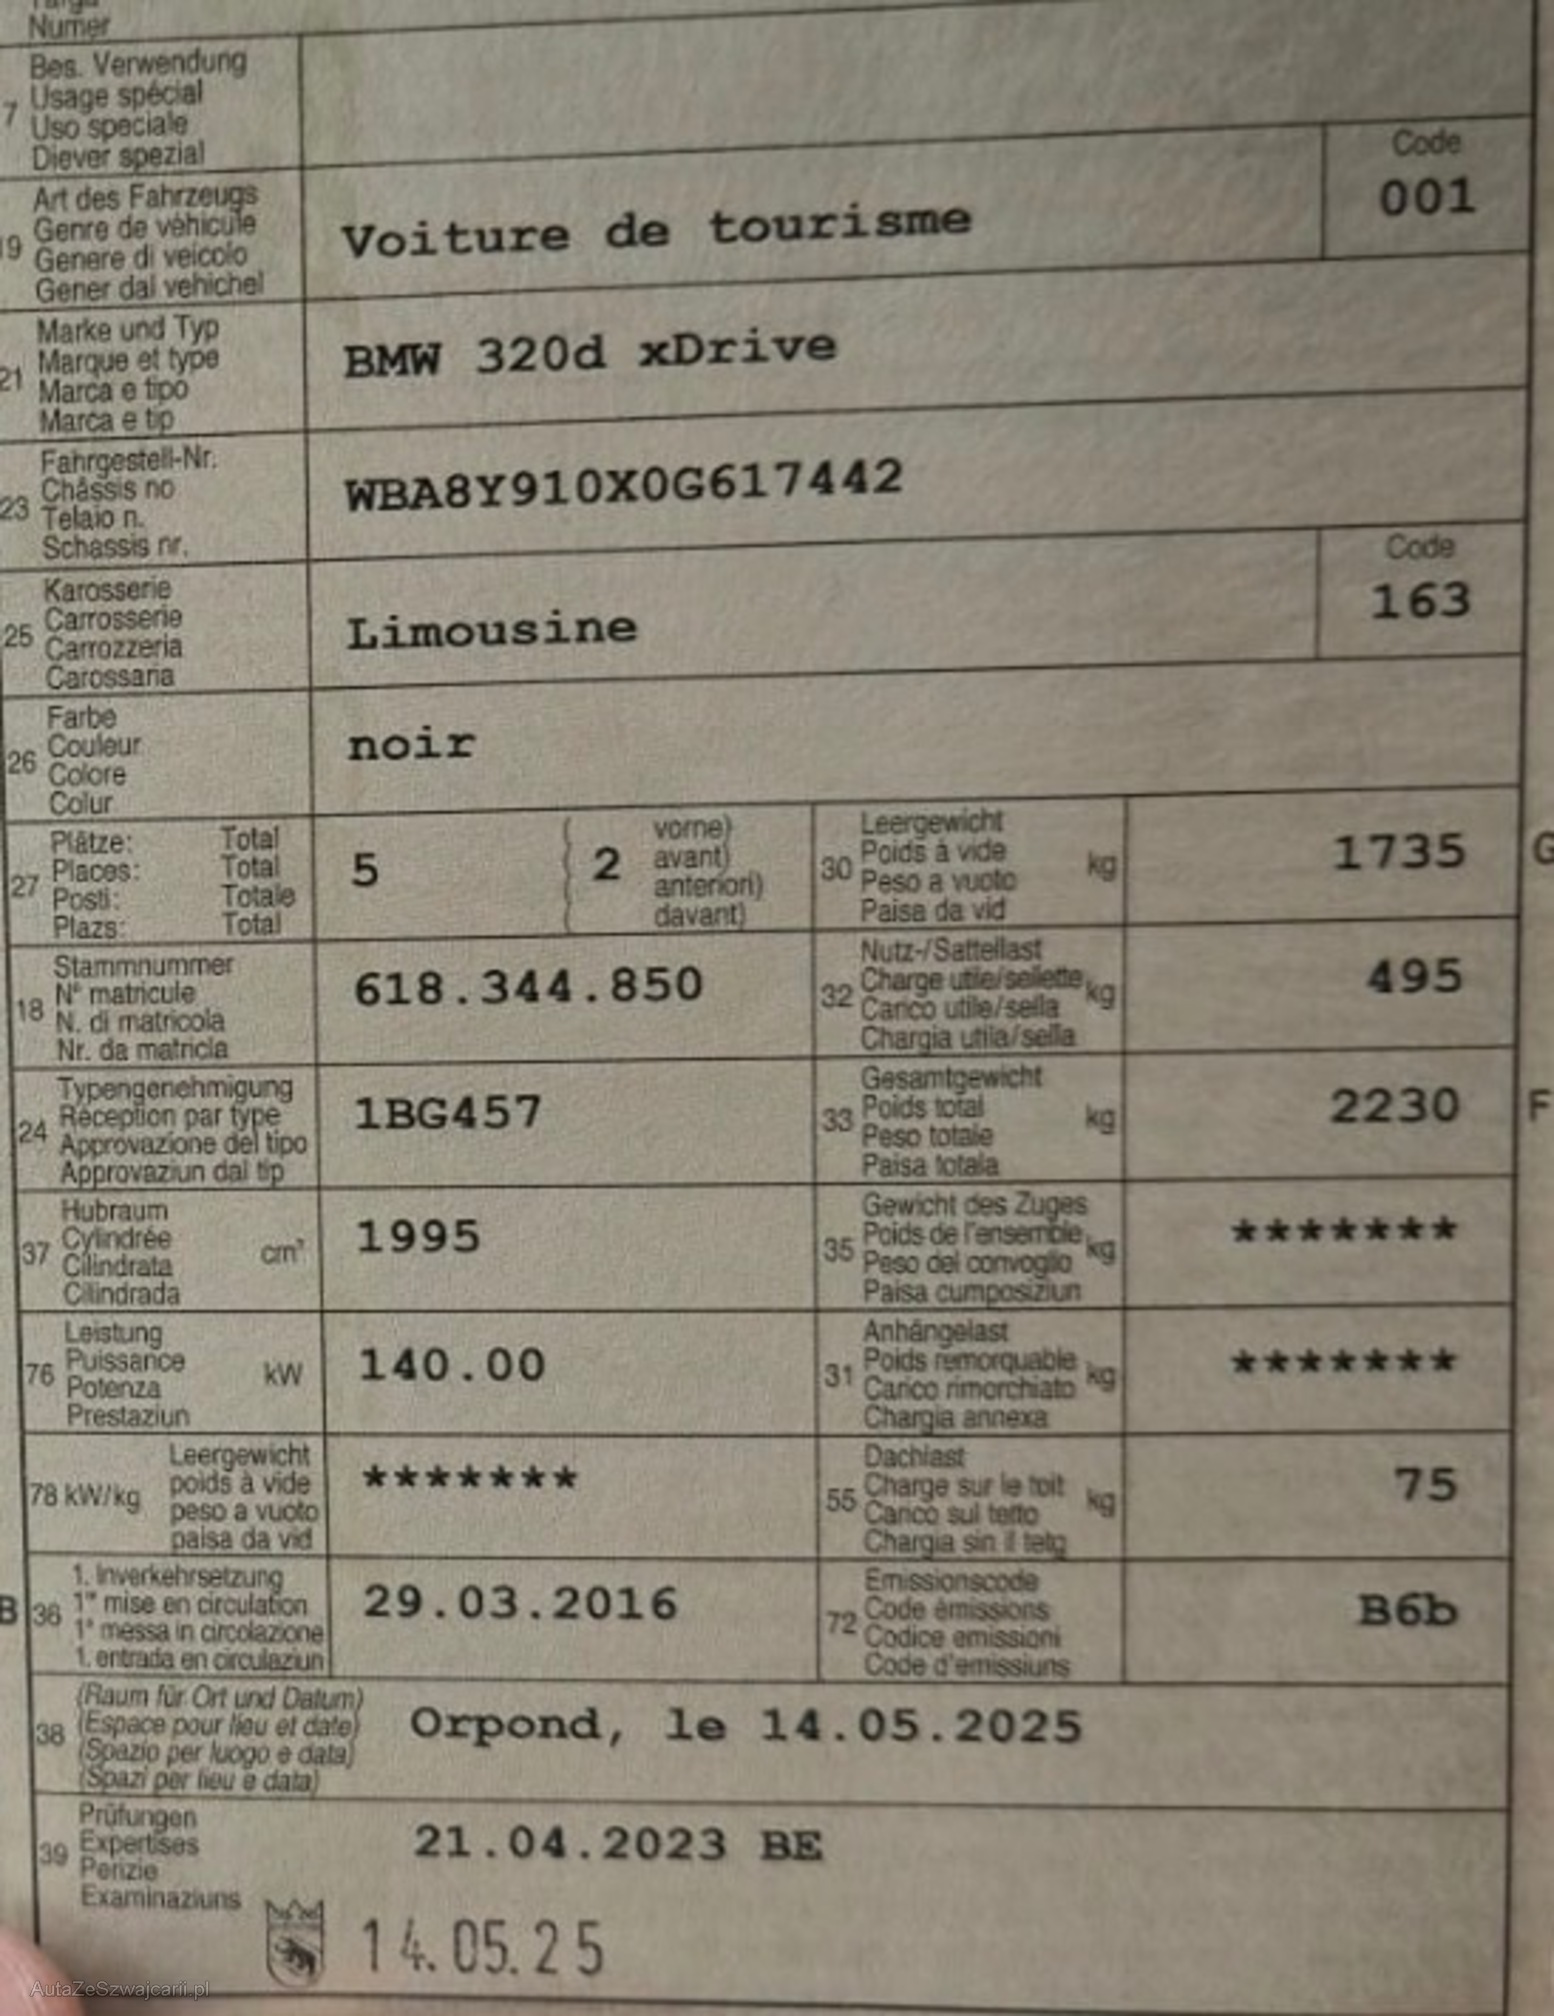 Targa
Numer
7 Bes. Verwendung
Usage spécial
Uso speciale
Diever spezial
19 Art des Fahrzeugs
Genre de véhicule
Genere di veicolo
Gener dal vehichel
Voiture de tourisme
Code
001
21 Marke und Typ
Marque et type
Marca e tipo
Marca e tip
BMW 320d xDrive
23 Fahrgestell-Nr.
Châssis no
Telaio n.
Schassis nr.
WBA8Y910X0G617442
25 Karosserie
Carrosserie
Carrozzeria
Carossaria
Limousine
Code
163
26 Farbe
Couleur
Colore
Colur
noir
27 Plätze: Total
Places: Total
Posti: Totale
Plazs: Total
5
2
vorne)
avant)
anteriori)
davant)
30 Leergewicht
Poids à vide
Peso a vuoto
Paisa da vid
kg
1735
G
18 Stammnummer
N° matricule
N. di matricola
Nr. da matricla
618.344.850
32 Nutz-/Sattellast
Charge utile/sellette
Carico utile/sella
Chargia utila/sella
kg
495
24 Typengenehmigung
Réception par type
Approvazione del tipo
Approvaziun dal tip
1BG457
33 Gesamtgewicht
Poids total
Peso totale
Paisa totala
kg
2230
F
37 Hubraum
Cylindrée
Cilindrata
Cilindrada
cm³
1995
35 Gewicht des Zuges
Poids de l'ensemble
Peso del convoglio
Paisa cumposiziun
kg
*******
76 Leistung
Puissance
Potenza
Prestaziun
kW
140.00
31 Anhängelast
Poids remorquable
Carico rimorchiato
Chargia annexa
kg
*******
78 kW/kg
Leergewicht
poids à vide
peso a vuoto
paisa da vid
*******
55 Dachlast
Charge sur le toit
Carico sul tetto
Chargia sin il tetg
kg
75
B
36 1. Inverkehrsetzung
1re mise en circulation
1a messa in circolazione
1. entrada en circulaziun
29.03.2016
72 Emissionscode
Code émissions
Codice emissioni
Code d'emissiuns
B6b
38 (Raum für Ort und Datum)
(Espace pour lieu et date)
(Spazio per luogo e data)
(Spazi per lieu e data)
Orpond, le 14.05.2025
39 Prüfungen
Expertises
Perizie
Examinaziuns
21.04.2023 BE
14.05.25
AutaZeSzwajcarii.pl